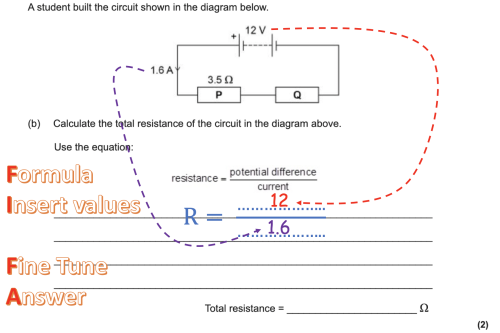 A student built the circuit shown in the diagram below.
+ 12 V
1.6 A
3.5 Ω
P Q
(b) Calculate the total resistance of the circuit in the diagram above.
Use the equation:
Formula
resistance = potential difference
current
Insert values
R = 12
1.6
Fine Tune
Answer
Total resistance = Ω
(2)